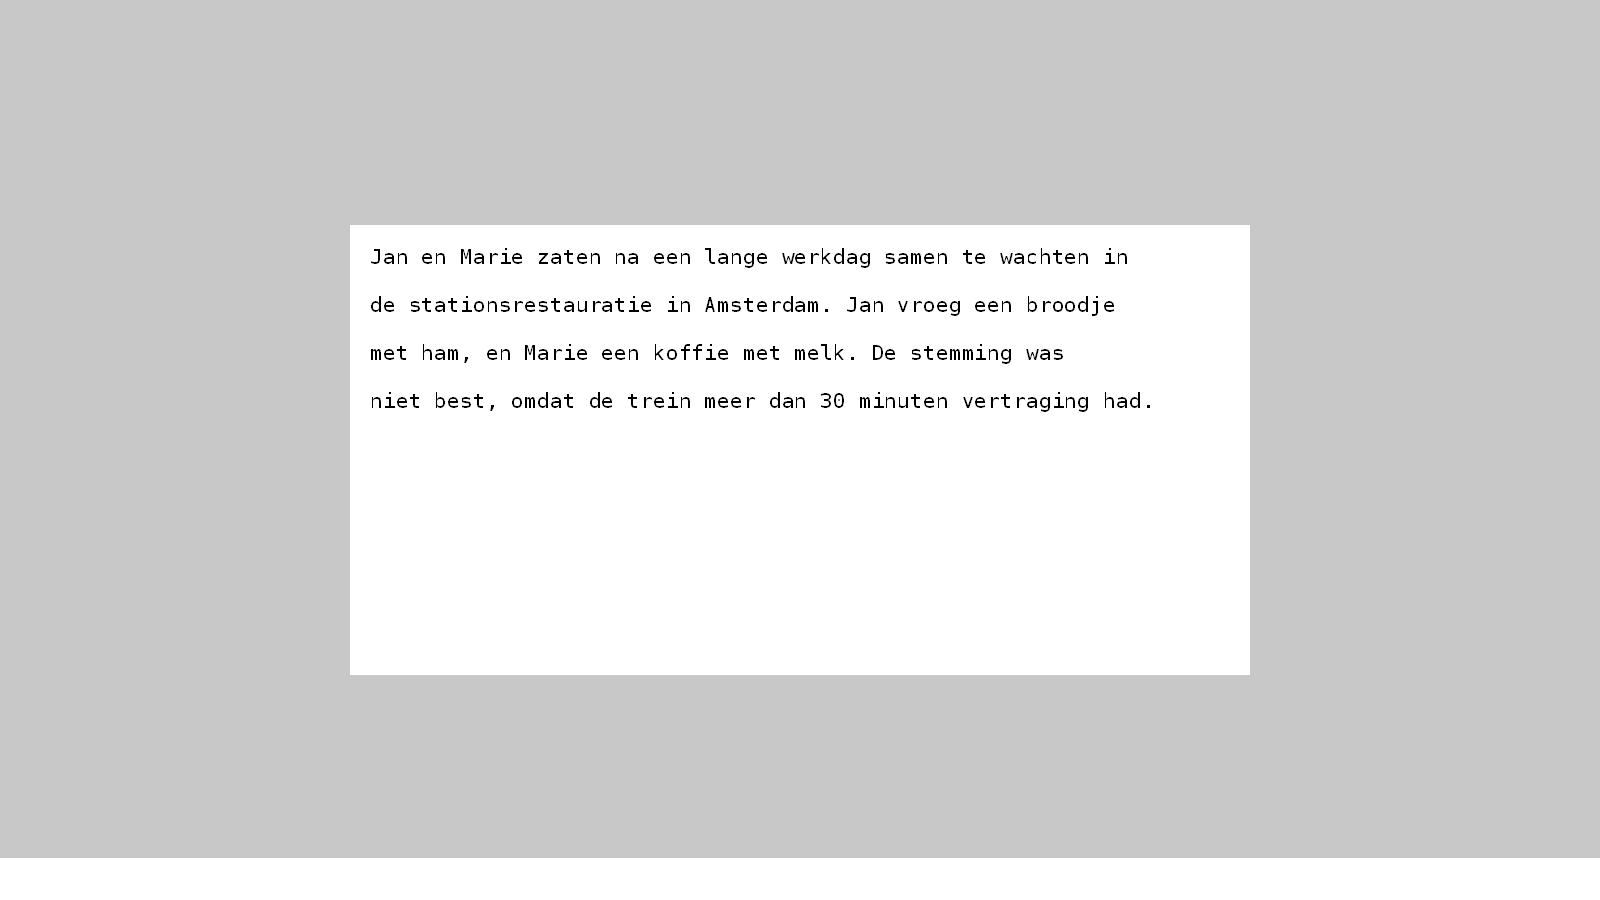 Jan en Marie zaten na een lange werkdag samen te wachten in
de stationsrestauratie in Amsterdam. Jan vroeg een broodje
met ham, en Marie een koffie met melk. De stemming was
niet best, omdat de trein meer dan 30 minuten vertraging had.